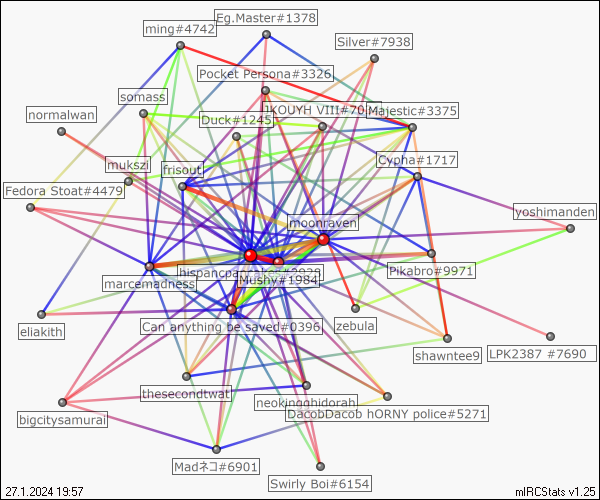 Eg.Master#1378
ming#4742
Silver#7938
Pocket Persona#3326
somass
normalwan
JKOUYH VIII#70
Majestic#3375
Duck#1245
Cypha#1717
mukszi
frisout
Fedora Stoat#4479
yoshimanden
moonraven
hispanopa
Mushy#1984
Pikabro#9971
marcemadness
eliakith
Can anything be saved#0396
zebula
shawntee9
LPK2387 #7690
thesecondtwat
neokingghidorah
DacobDacob hORNY police#5271
bigcitysamurai
Madネコ#6901
Swirly Boi#6154
27.1.2024 19:57
mIRCStats v1.25